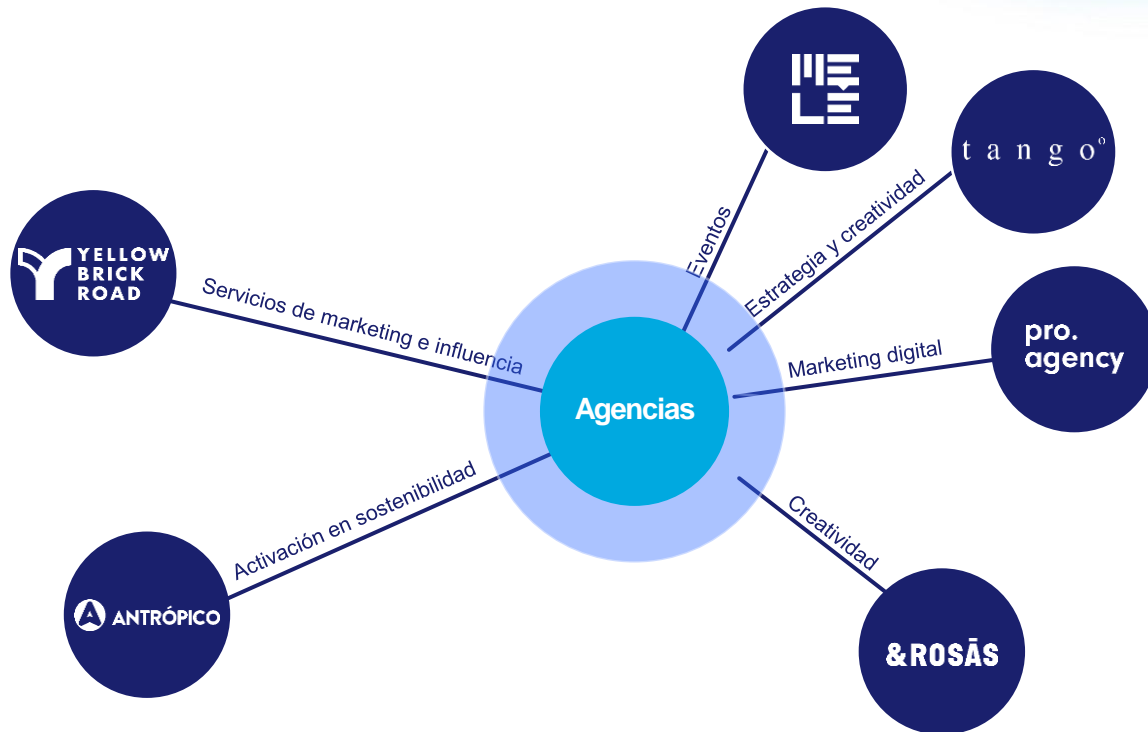 MELE
tango°
Eventos
Estrategia y creatividad
YELLOW
BRICK
ROAD
Servicios de marketing e influencia
pro.
agency
Marketing digital
Agencias
Activación en sostenibilidad
Creatividad
ANTRÓPICO
&ROSĀS